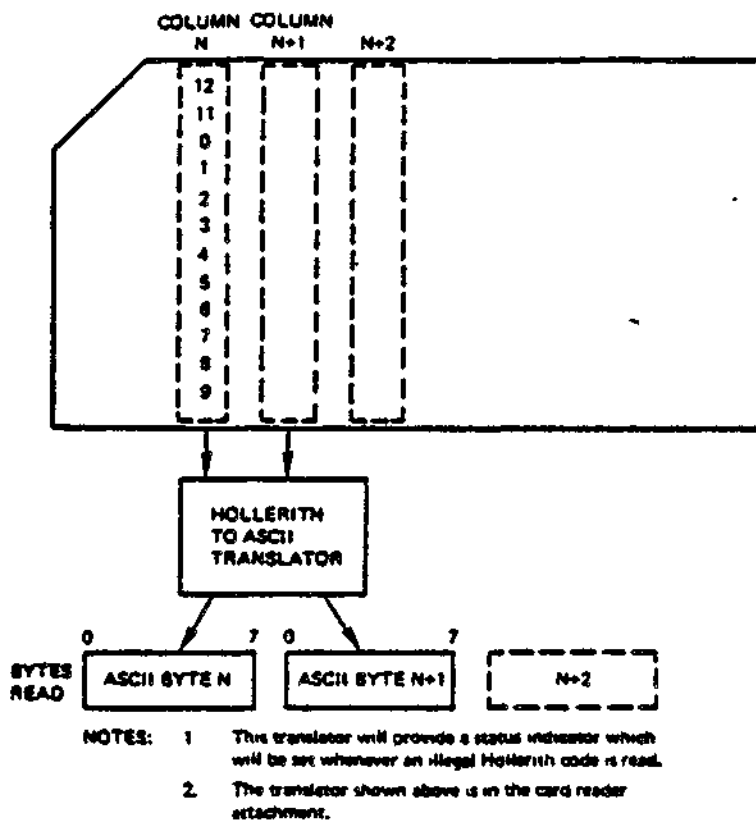 COLUMN COLUMN
N N+1 N+2
12
11
0
1
2
3
4
5
6
7
8
9
HOLLERITH
TO ASCII
TRANSLATOR
0 7 0 7
BYTES
READ
ASCII BYTE N ASCII BYTE N+1 N+2
NOTES: 1 This translator will provide a status indicator which
will be set whenever an illegal Hollerith code is read.
2. The translator shown above is in the card reader
attachment.